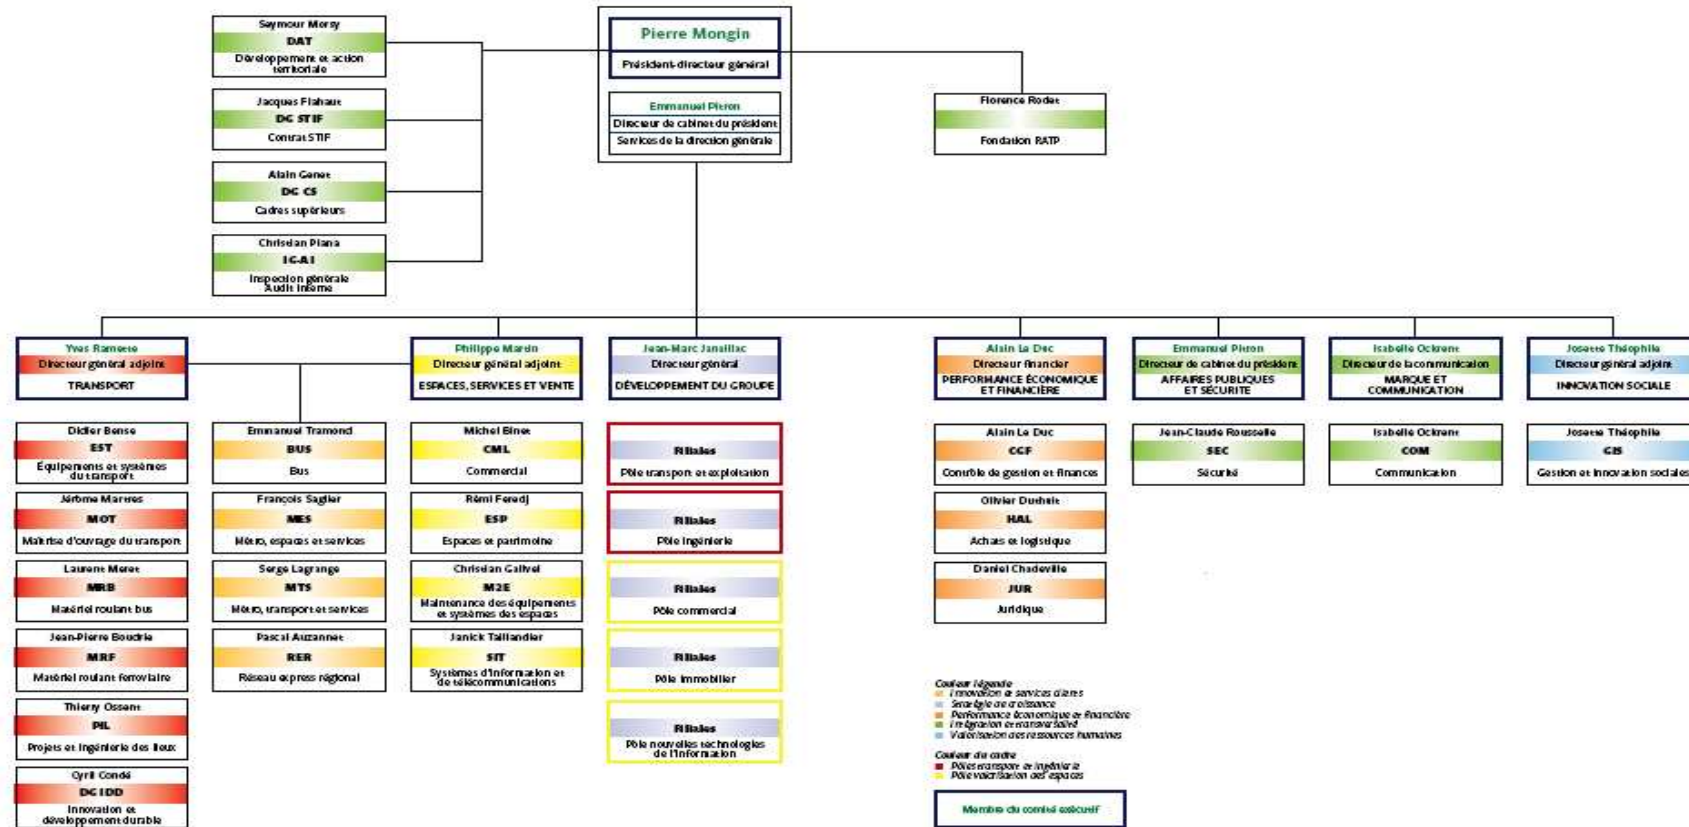 Seymour Morsy
DAT
Développement et action
territoriale
Jacques Flahaut
DG STIF
Contrat STIF
Alain Genet
DG CS
Cadres supérieurs
Christian Plana
IG-AI
Inspection générale
Audit interne
Pierre Mongin
Président-directeur général
Emmanuel Pitron
Directeur de cabinet du président
Services de la direction générale
Florence Rodet
Fondation RATP
Yves Ramette
Directeur général adjoint
TRANSPORT
Philippe Martin
Directeur général adjoint
ESPACES, SERVICES ET VENTE
Jean-Marc Janaillac
Directeur général
DÉVELOPPEMENT DU GROUPE
Alain Le Duc
Directeur financier
PERFORMANCE ÉCONOMIQUE
ET FINANCIÈRE
Emmanuel Pitron
Directeur de cabinet du président
AFFAIRES PUBLIQUES
ET SÉCURITE
Isabelle Ockrent
Directeur de la communication
MARQUE ET
COMMUNICATION
Josette Théophile
Directeur général adjoint
INNOVATION SOCIALE
Didier Bense
EST
Équipements et systèmes
du transport
Jérôme Martres
MOT
Maîtrise d'ouvrage du transport
Laurent Meret
MRB
Matériel roulant bus
Jean-Pierre Boudrie
MRF
Matériel roulant ferroviaire
Thierry Ossent
PIL
Projets et ingénierie des lieux
Cyril Condé
DG IDD
Innovation et
développement durable
Emmanuel Tramond
BUS
Bus
François Saglier
MES
Métro, espaces et services
Serge Lagrange
MTS
Métro, transport et services
Pascal Auzannet
RER
Réseau express régional
Michel Binet
CML
Commercial
Rémi Feredj
ESP
Espaces et patrimoine
Christian Galivel
M2E
Maintenance des équipements
et systèmes des espaces
Janick Taillandier
SIT
Systèmes d'information et
de télécommunications
Filiales
Pôle transport et exploitation
Filiales
Pôle ingénierie
Filiales
Pôle commercial
Filiales
Pôle immobilier
Filiales
Pôle nouvelles technologies
de l'information
Alain Le Duc
CGF
Contrôle de gestion et finances
Olivier Duthuit
HAL
Achats et logistique
Daniel Chadeville
JUR
Juridique
Jean-Claude Rousselle
SEC
Sécurité
Isabelle Ockrent
COM
Communication
Josette Théophile
GIS
Gestion et innovation sociales
Couleur légende
Innovation et services clients
Stratégie de croissance
Performance économique et financière
Intégration et transversalité
Valorisation des ressources humaines
Couleur du cadre
Pôles transport et ingénierie
Pôle valorisation des espaces
Membre du comité exécutif